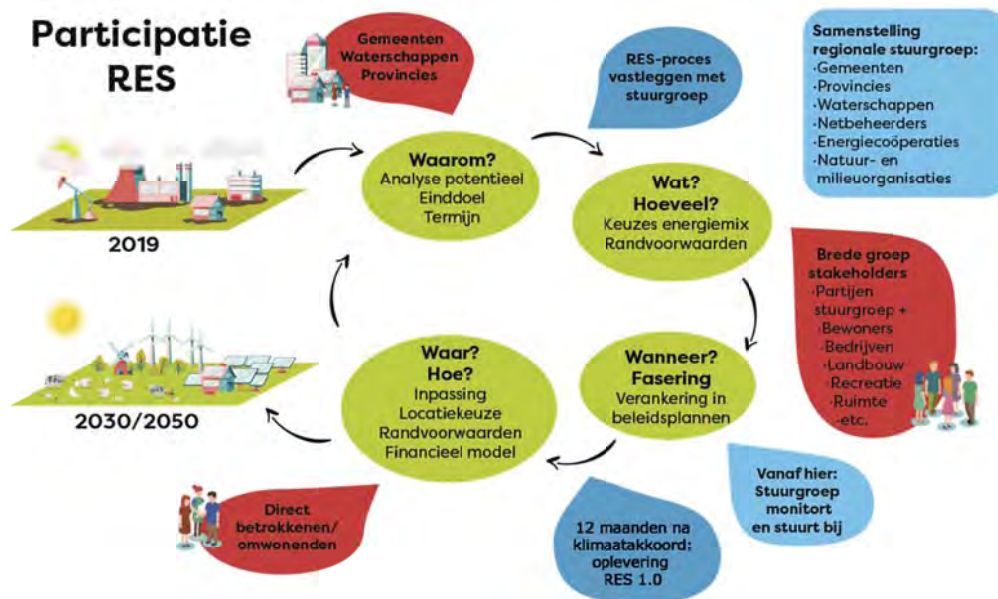 Participatie
RES
Gemeenten
Waterschappen
Provincies
RES-proces
vastleggen met
stuurgroep
Samenstelling
regionale stuurgroep:
·Gemeenten
·Provincies
·Waterschappen
·Netbeheerders
·Energiecoöperaties
·Natuur- en
milieuorganisaties
Waarom?
Analyse potentieel
Einddoel
Termijn
Wat?
Hoeveel?
Keuzes energiemix
Randvoorwaarden
2019
Brede groep
stakeholders
·Partijen
stuurgroep +
·Bewoners
·Bedrijven
·Landbouw
·Recreatie
·Ruimte
-etc.
Waar?
Hoe?
Inpassing
Locatiekeuze
Randvoorwaarden
Financieel model
Wanneer?
Fasering
Verankering in
beleidsplannen
2030/2050
Vanaf hier:
Stuurgroep
monitort
en stuurt bij
Direct
betrokkenen/
omwonenden
12 maanden na
klimaatakkoord:
oplevering
RES 1.0